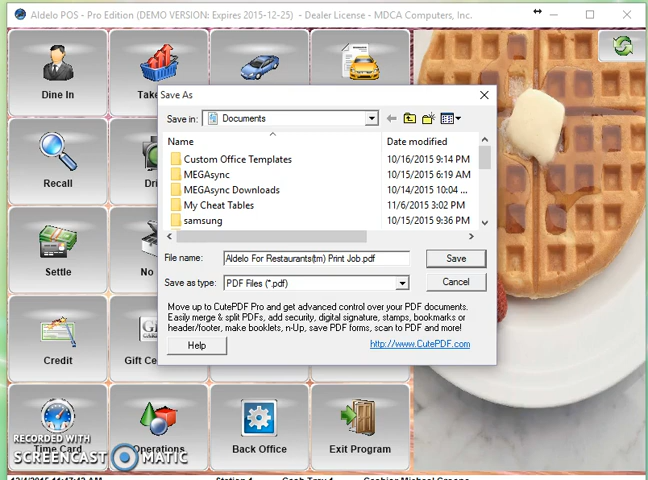 Aldelo POS - Pro Edition (DEMO VERSION: Expires 2015-12-25) - Dealer License - MDCA Computers, Inc.
Dine In
Take
Save As
Save in:
Documents
Name
Date modified
Custom Office Templates
10/16/2015 9:14 PM
MEGAsync
10/15/2015 6:19 AM
MEGAsync Downloads
10/14/2015 10:04 ...
My Cheat Tables
11/6/2015 3:02 PM
samsung
10/15/2015 9:36 PM
File name:
Aldelo For Restaurants(tm) Print Job.pdf
Save
Save as type:
PDF Files (*.pdf)
Cancel
Move up to CutePDF Pro and get advanced control over your PDF documents.
Easily merge & split PDFs, add security, digital signature, stamps, bookmarks or
header/footer, make booklets, n-Up, save PDF forms, scan to PDF and more!
Help
http://www.CutePDF.com
Recall
Dri
Settle
No
Credit
Gift Ce
Time Card
Operations
Back Office
Exit Program
RECORDED WITH
SCREENCAST MATIC
Station 1
Cash Tray 1
Cashier Michael Greene